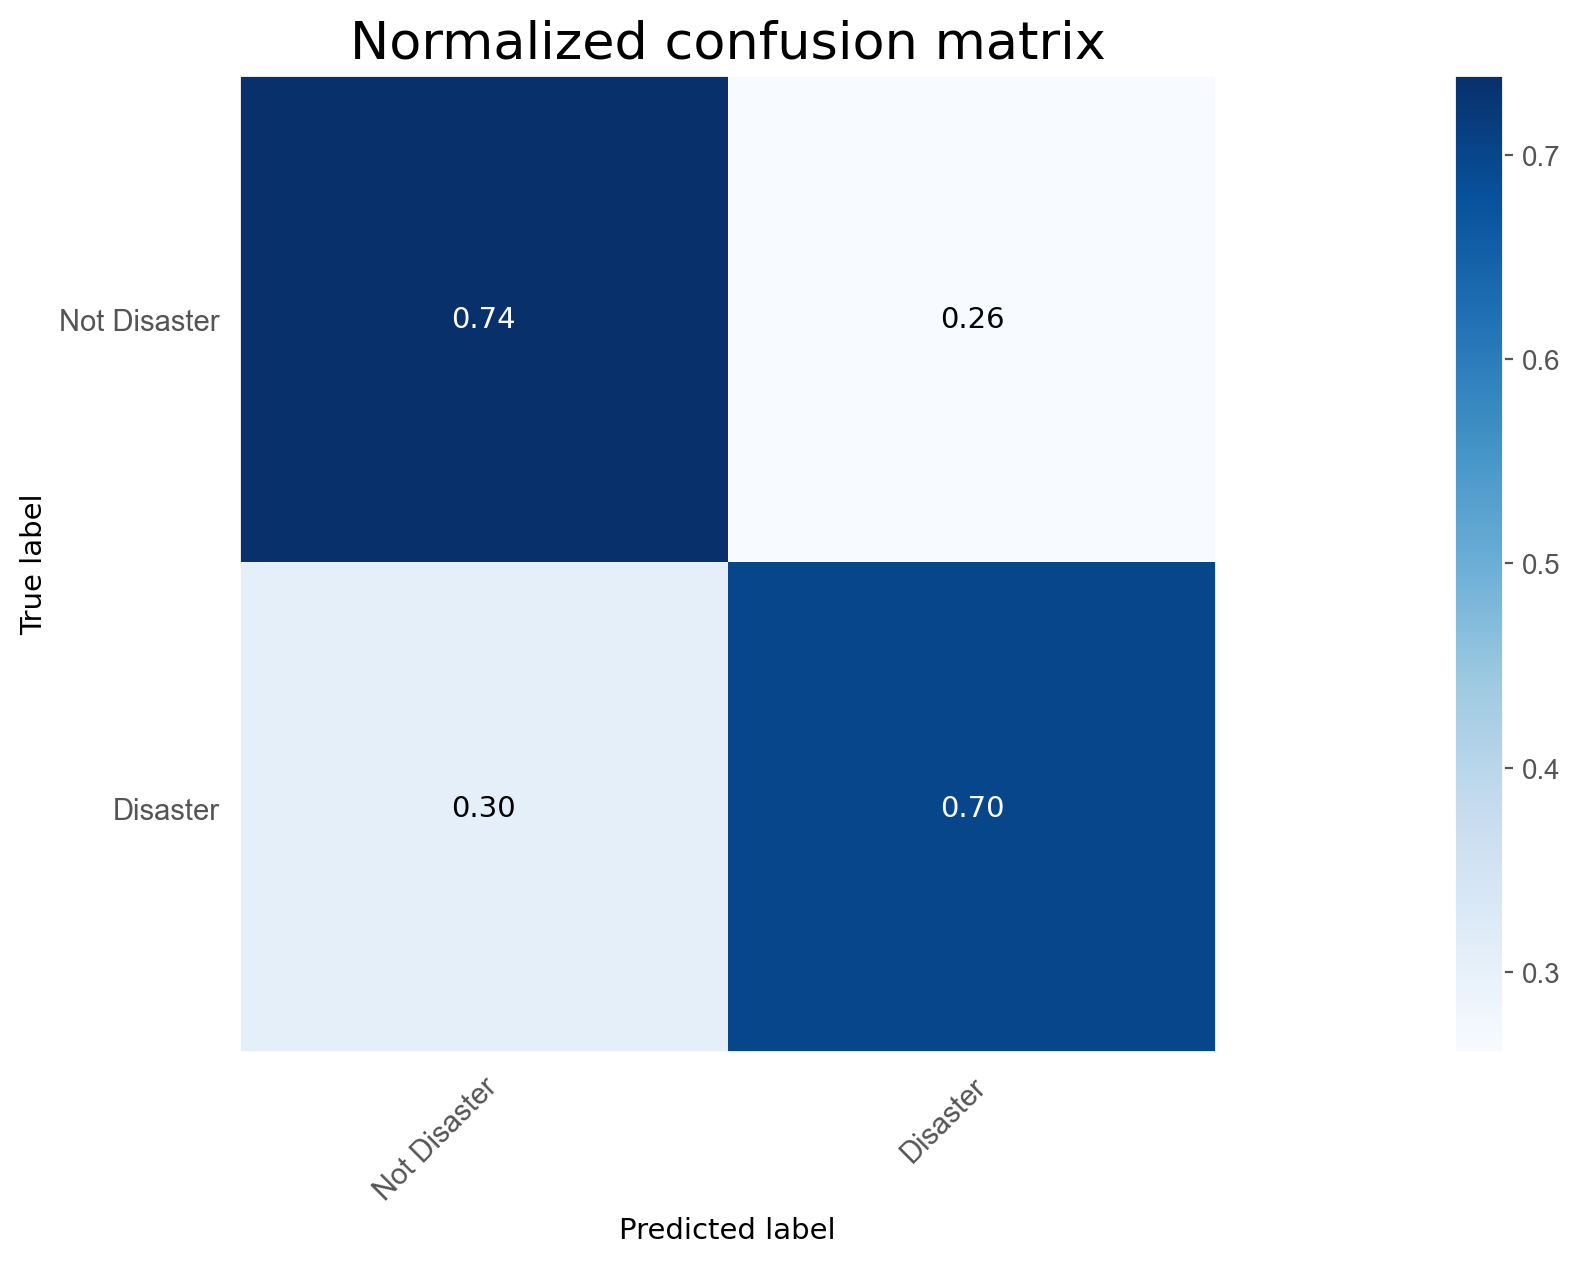 Normalized confusion matrix
True label
Not Disaster
0.74
0.26
Disaster
0.30
0.70
Not Disaster
Disaster
Predicted label
0.7
0.6
0.5
0.4
0.3